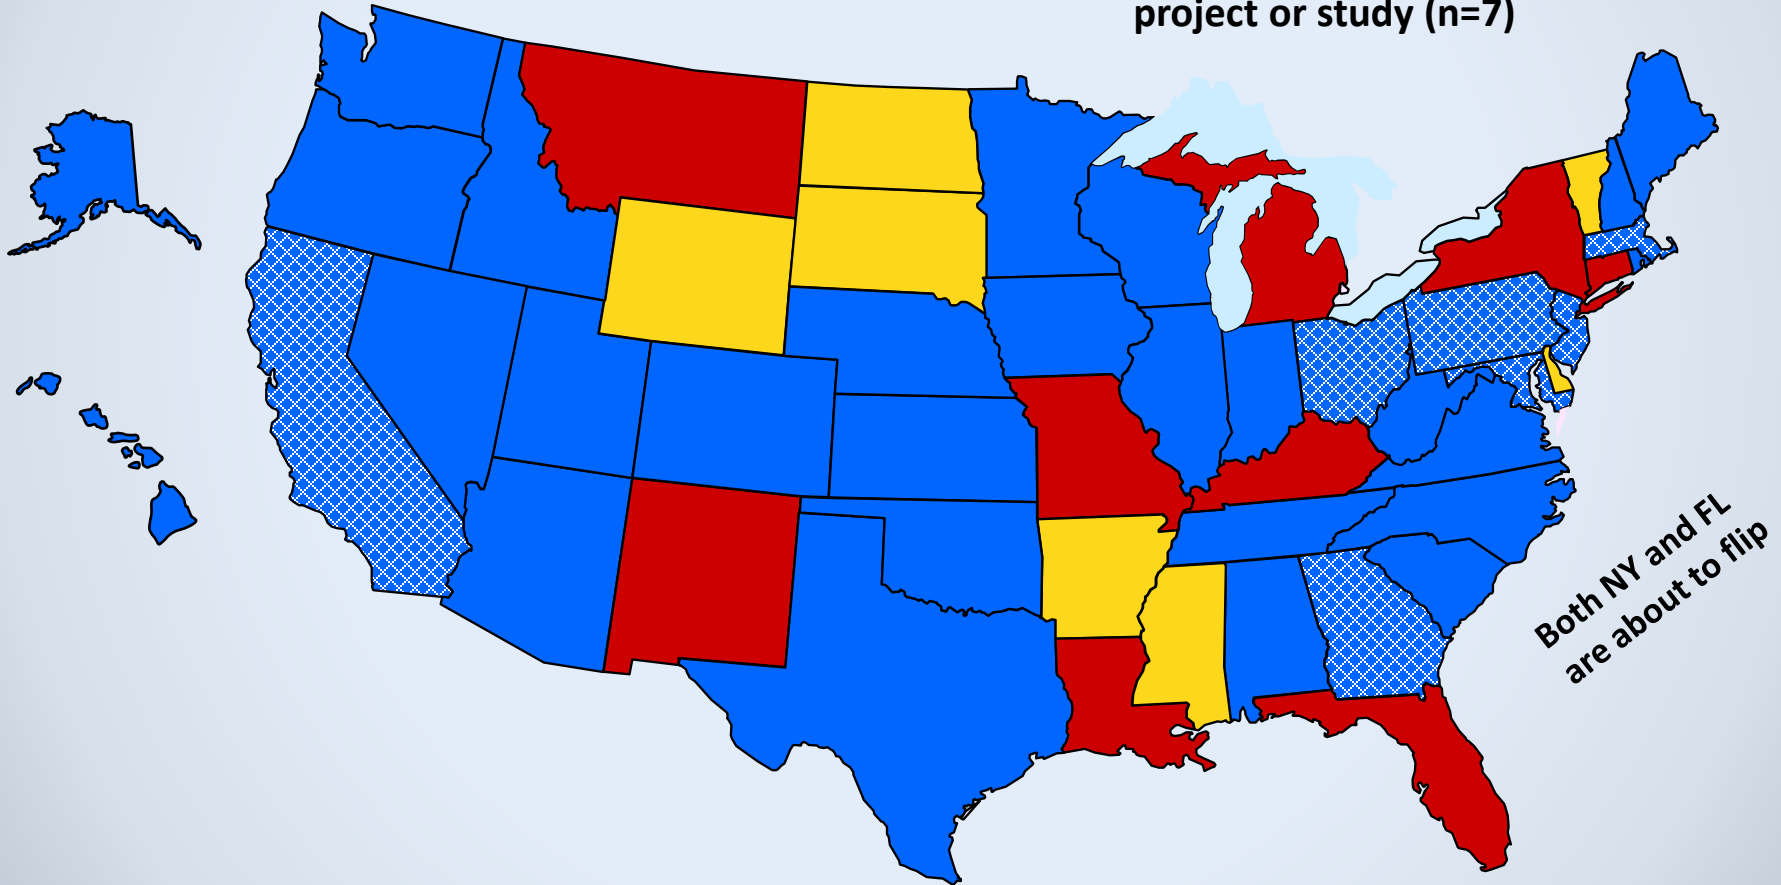 project or study (n=7)
Both NY and FL
are about to flip